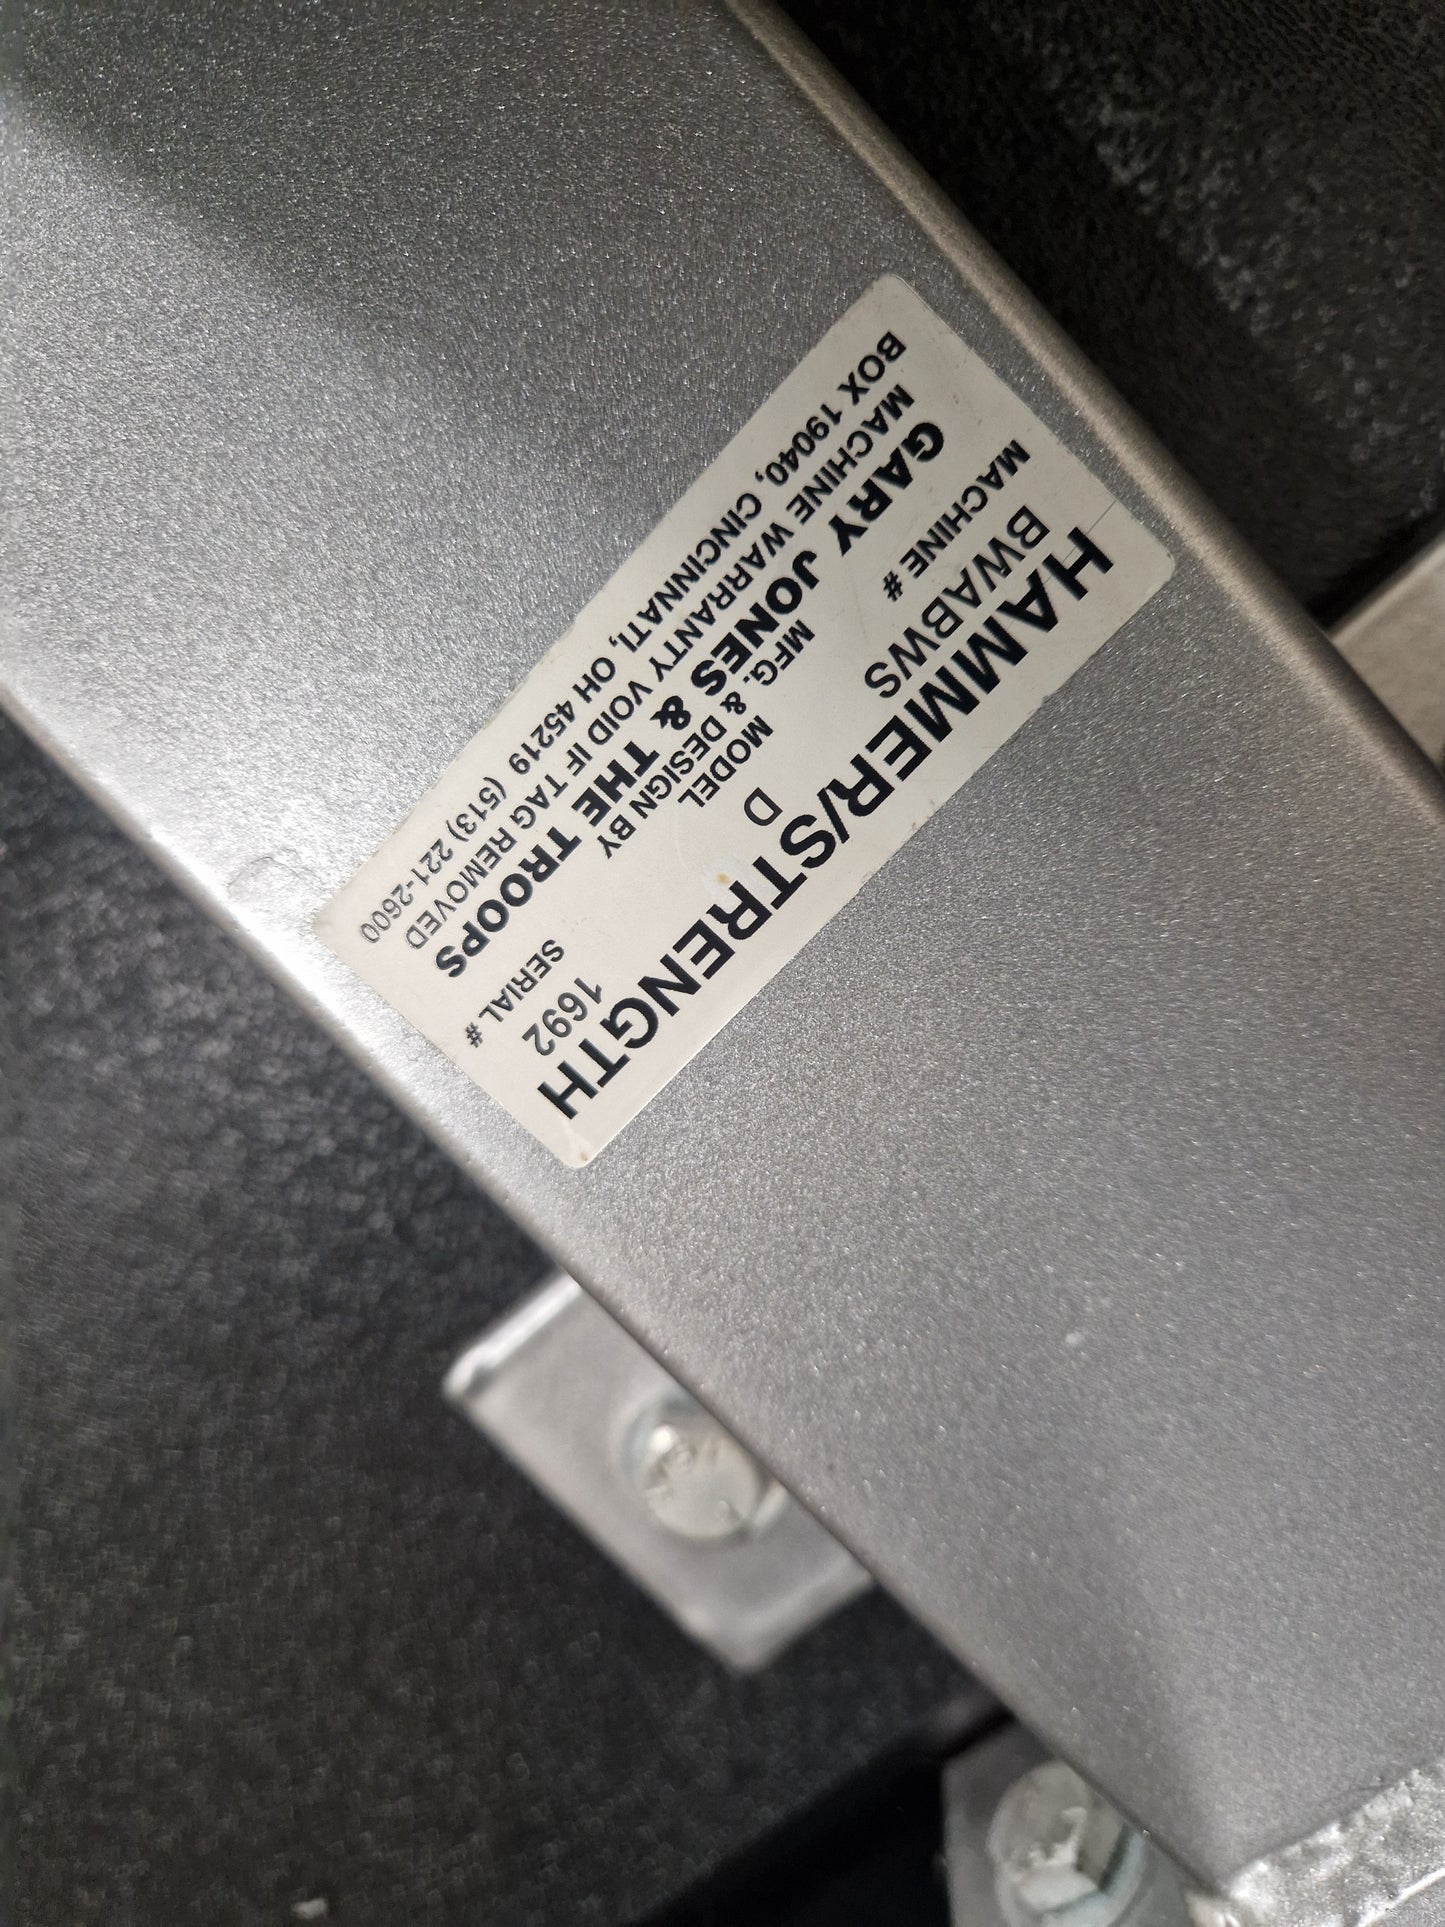 HAMMER/STRENGTH
BWABWS D 1692
MACHINE # MODEL SERIAL #
MFG. & DESIGN BY
GARY JONES & THE TROOPS
MACHINE WARRANTY VOID IF TAG REMOVED
BOX 19040, CINCINNATI, OH 45219 (513) 221-2600